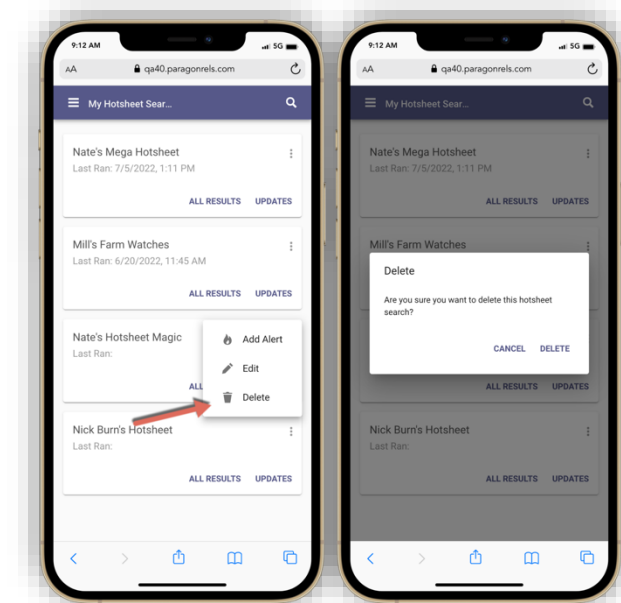 9:12 AM
5G
AA
qa40.paragonrels.com
My Hotsheet Sear...
Nate's Mega Hotsheet
Last Ran: 7/5/2022, 1:11 PM
ALL RESULTS UPDATES
Mill's Farm Watches
Last Ran: 6/20/2022, 11:45 AM
ALL RESULTS UPDATES
Nate's Hotsheet Magic
Last Ran:
ALL
Add Alert
Edit
Delete
Nick Burn's Hotsheet
Last Ran:
ALL RESULTS UPDATES
9:12 AM
5G
AA
qa40.paragonrels.com
My Hotsheet Sear...
Nate's Mega Hotsheet
Last Ran: 7/5/2022, 1:11 PM
ALL RESULTS UPDATES
Mill's Farm Watches
Delete
Are you sure you want to delete this hotsheet
search?
CANCEL DELETE
ALL RESULTS UPDATES
Nick Burn's Hotsheet
Last Ran:
ALL RESULTS UPDATES